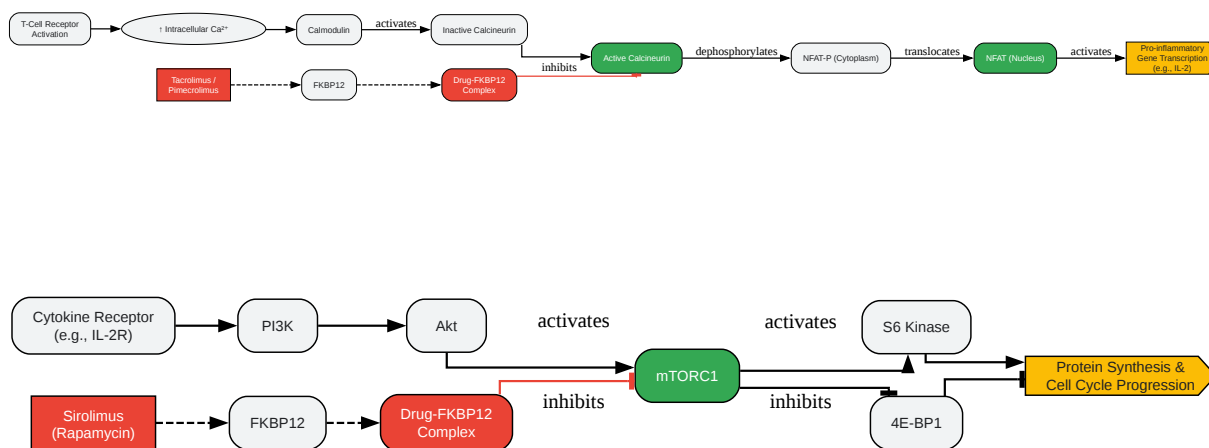 T-Cell Receptor
Activation
↑ Intracellular Ca²⁺
Calmodulin
activates
Inactive Calcineurin
Active Calcineurin
dephosphorylates
NFAT-P (Cytoplasm)
translocates
NFAT (Nucleus)
activates
Pro-inflammatory
Gene Transcription
(e.g., IL-2)
Tacrolimus /
Pimecrolimus
FKBP12
Drug-FKBP12
Complex
inhibits
Cytokine Receptor
(e.g., IL-2R)
PI3K
Akt
activates
mTORC1
activates
S6 Kinase
Protein Synthesis &
Cell Cycle Progression
Sirolimus
(Rapamycin)
FKBP12
Drug-FKBP12
Complex
inhibits
inhibits
4E-BP1